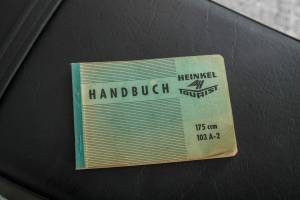 HANDBUCH
HEINKEL
TOURIST
175 ccm
103 A-2